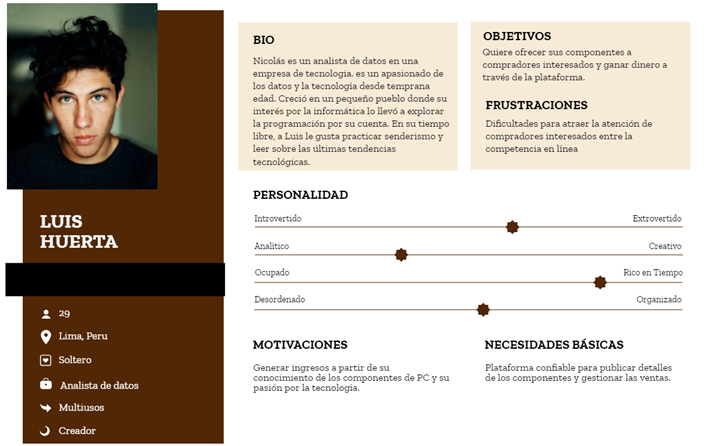 LUIS
HUERTA
29
Lima, Peru
Soltero
Analista de datos
Multiusos
Creador
BIO
Nicolás es un analista de datos en una
empresa de tecnologia. es un apasionado de
los datos y la tecnología desde temprana
edad. Creció en un pequeño pueblo donde su
interés por la informática lo llevó a explorar
la programación por su cuenta. En su tiempo
libre, a Luis le gusta practicar senderismo y
leer sobre las últimas tendencias
tecnológicas.
OBJETIVOS
Quiere ofrecer sus componentes a
compradores interesados y ganar dinero a
través de la plataforma.
FRUSTRACIONES
Dificultades para atraer la atención de
compradores interesados entre la
competencia en línea
PERSONALIDAD
Introvertido Extrovertido
Analítico Creativo
Ocupado Rico en Tiempo
Desordenado Organizado
MOTIVACIONES
Generar ingresos a partir de su
conocimiento de los componentes de PC y su
pasión por la tecnología.
NECESIDADES BÁSICAS
Plataforma confiable para publicar detalles
de los componentes y gestionar las ventas.